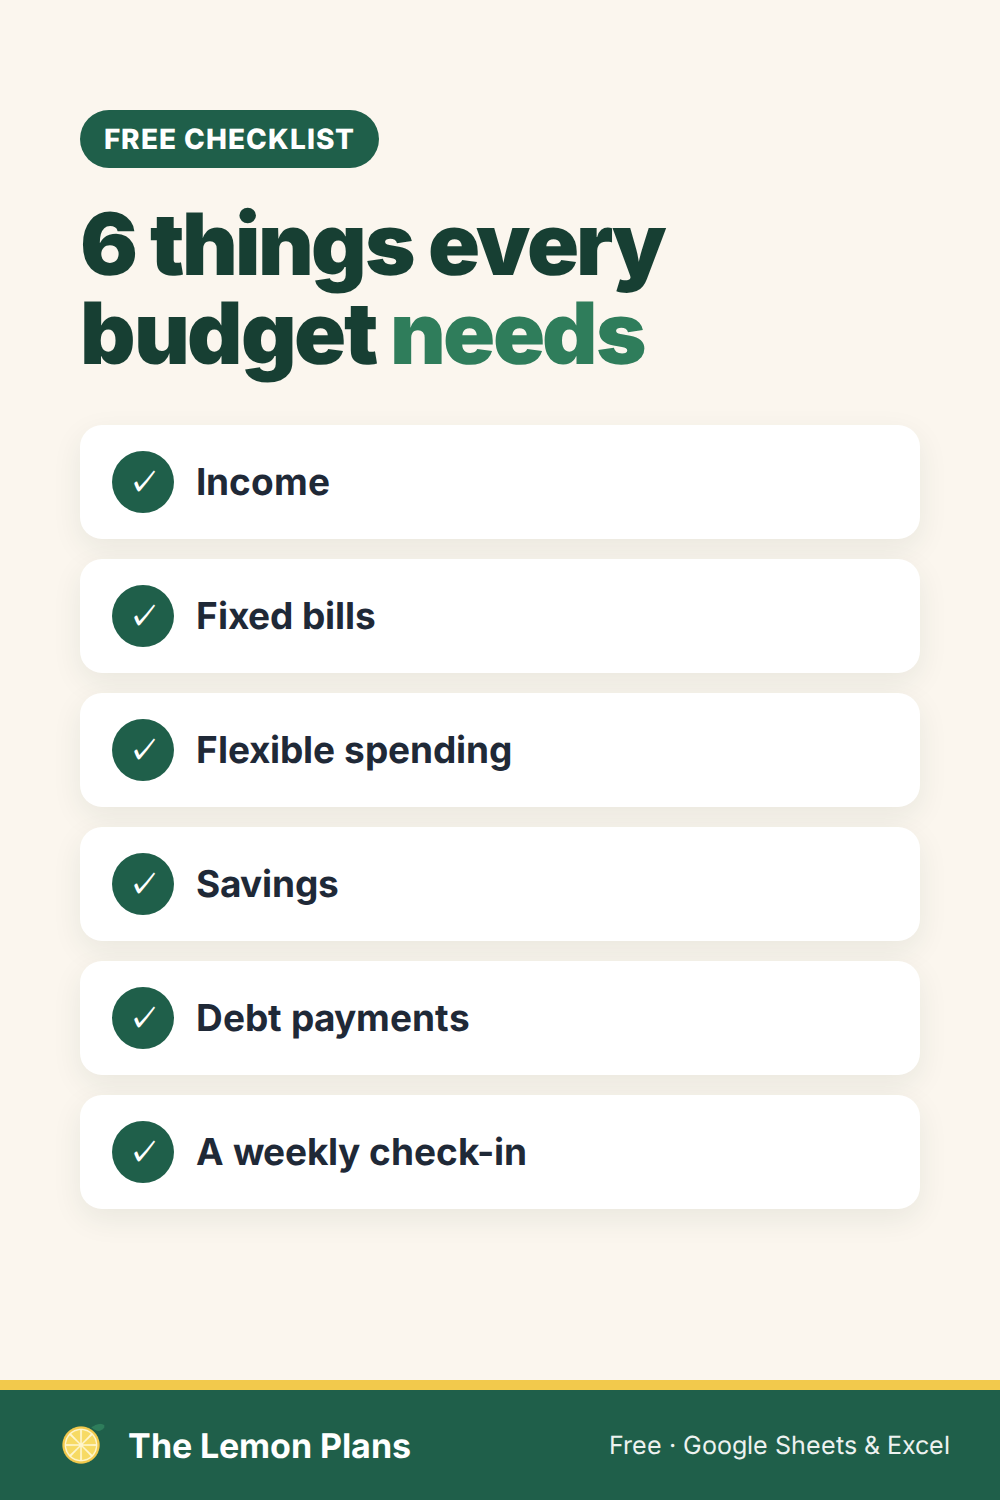 FREE CHECKLIST
6 things every
budget needs
✓ Income
✓ Fixed bills
✓ Flexible spending
✓ Savings
✓ Debt payments
✓ A weekly check-in
The Lemon Plans
Free · Google Sheets & Excel